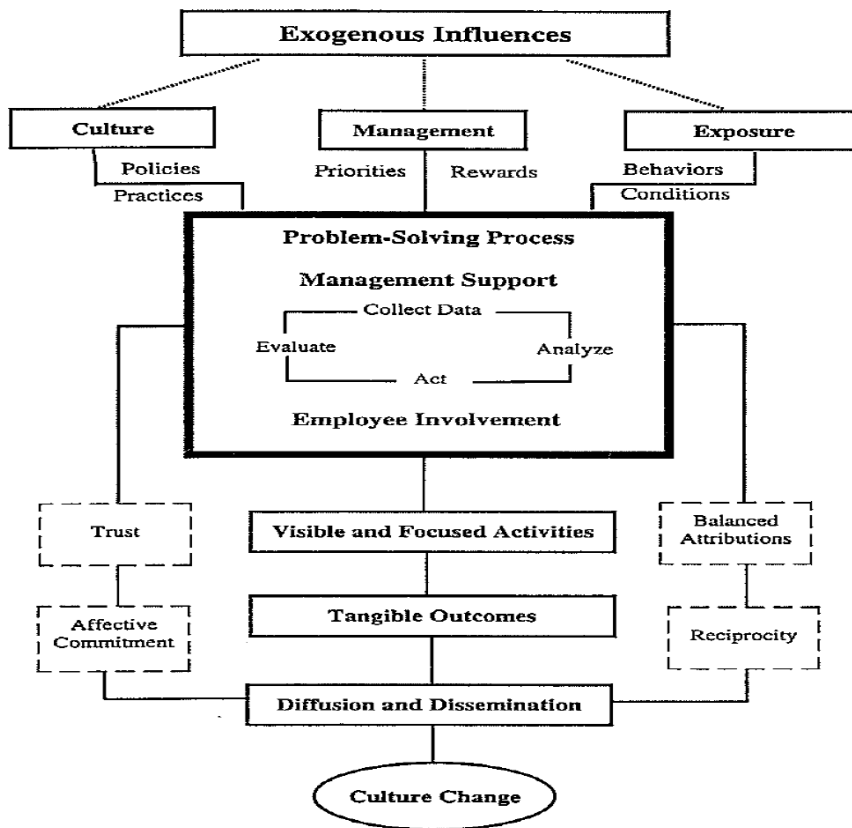 Exogenous Influences
Culture
Management
Exposure
Policies
Practices
Priorities
Rewards
Behaviors
Conditions
Problem-Solving Process
Management Support
Collect Data
Evaluate
Analyze
Act
Employee Involvement
Trust
Visible and Focused Activities
Balanced
Attributions
Affective
Commitment
Tangible Outcomes
Reciprocity
Diffusion and Dissemination
Culture Change